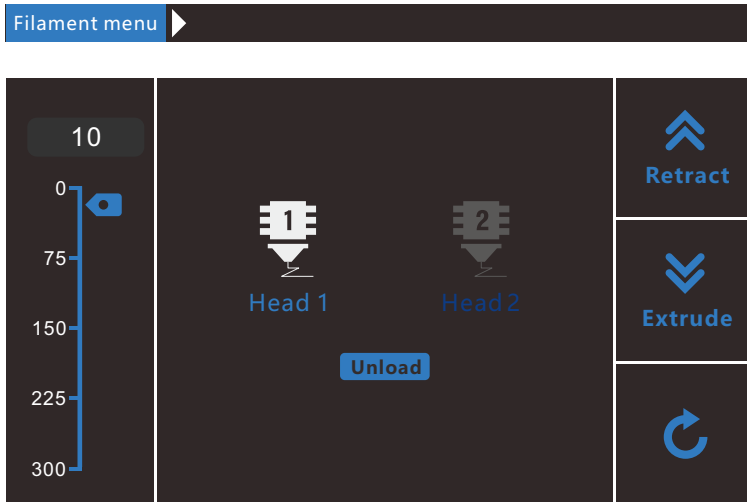 Filament menu
10
0
75
150
225
300
1
Head 1
2
Head 2
Unload
Retract
Extrude